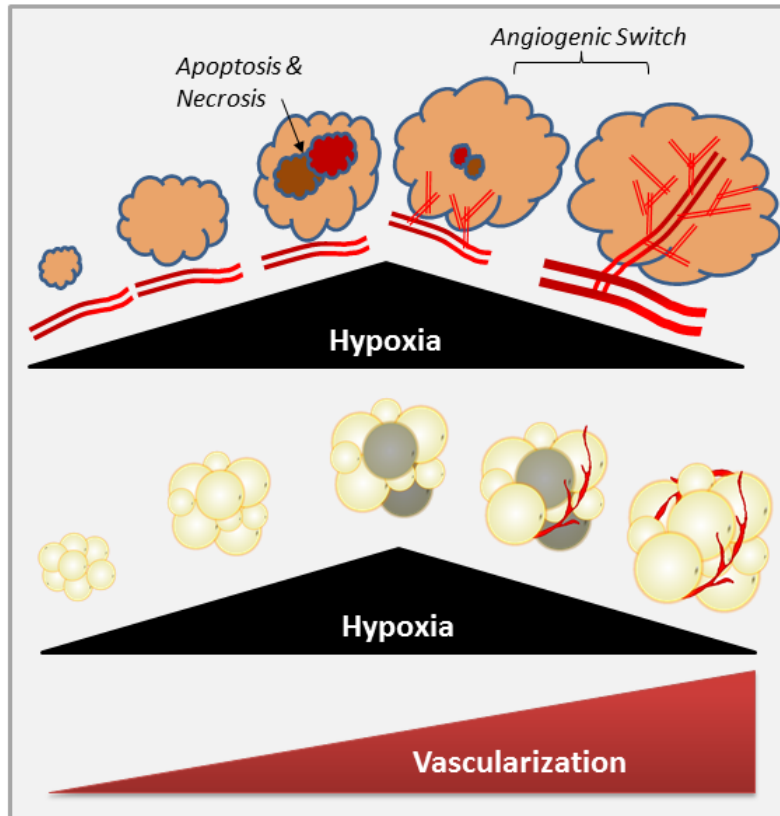 Angiogenic Switch
Apoptosis &
Necrosis
Hypoxia
Hypoxia
Vascularization